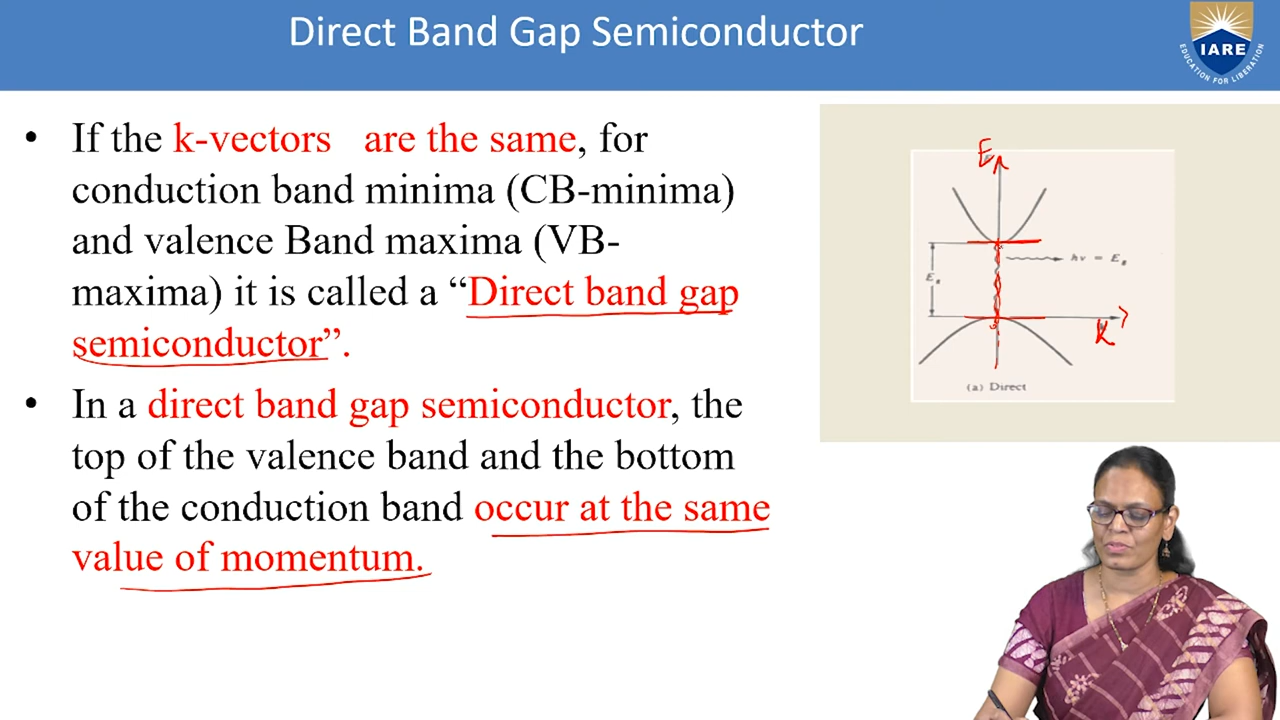 Direct Band Gap Semiconductor
IARE
EDUCATION FOR LIBERATION
• If the k-vectors are the same, for
conduction band minima (CB-minima)
and valence Band maxima (VB-
maxima) it is called a “Direct band gap
semiconductor”.
• In a direct band gap semiconductor, the
top of the valence band and the bottom
of the conduction band occur at the same
value of momentum.
E
hν = Eg
Eg
K
(a) Direct